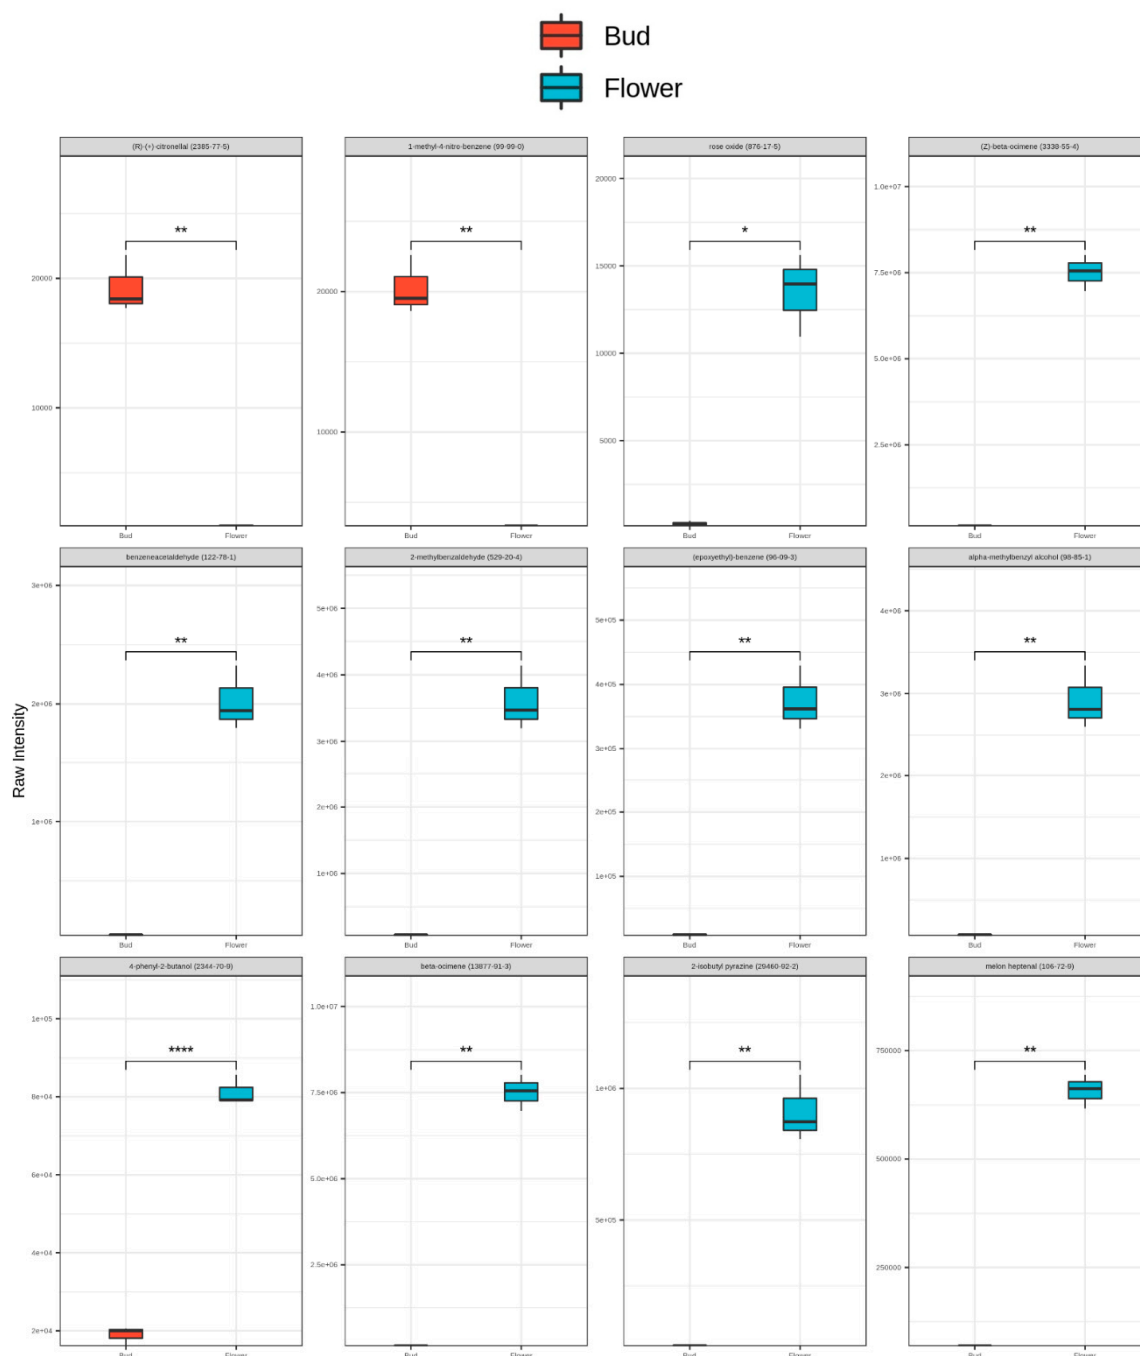 Bud
Flower
Raw Intensity
(R)-(+)-citronellal (2385-77-5)
20000
10000
**
Bud
Flower
1-methyl-4-nitro-benzene (99-99-0)
20000
10000
**
Bud
Flower
rose oxide (876-17-5)
20000
15000
10000
5000
*
Bud
Flower
(Z)-beta-ocimene (3338-55-4)
1.0e+07
7.5e+06
5.0e+06
2.5e+06
**
Bud
Flower
benzeneacetaldehyde (122-78-1)
3e+06
2e+06
1e+06
**
Bud
Flower
2-methylbenzaldehyde (529-20-4)
5e+06
4e+06
3e+06
2e+06
1e+06
**
Bud
Flower
(epoxyethyl)-benzene (96-09-3)
5e+05
4e+05
3e+05
2e+05
1e+05
**
Bud
Flower
alpha-methylbenzyl alcohol (98-85-1)
4e+06
3e+06
2e+06
1e+06
**
Bud
Flower
4-phenyl-2-butanol (2344-70-9)
1e+05
8e+04
6e+04
4e+04
2e+04
****
Bud
Flower
beta-ocimene (13877-91-3)
1.0e+07
7.5e+06
5.0e+06
2.5e+06
**
Bud
Flower
2-isobutyl pyrazine (29460-92-2)
1e+06
5e+05
**
Bud
Flower
melon heptenal (106-72-9)
750000
500000
250000
**
Bud
Flower